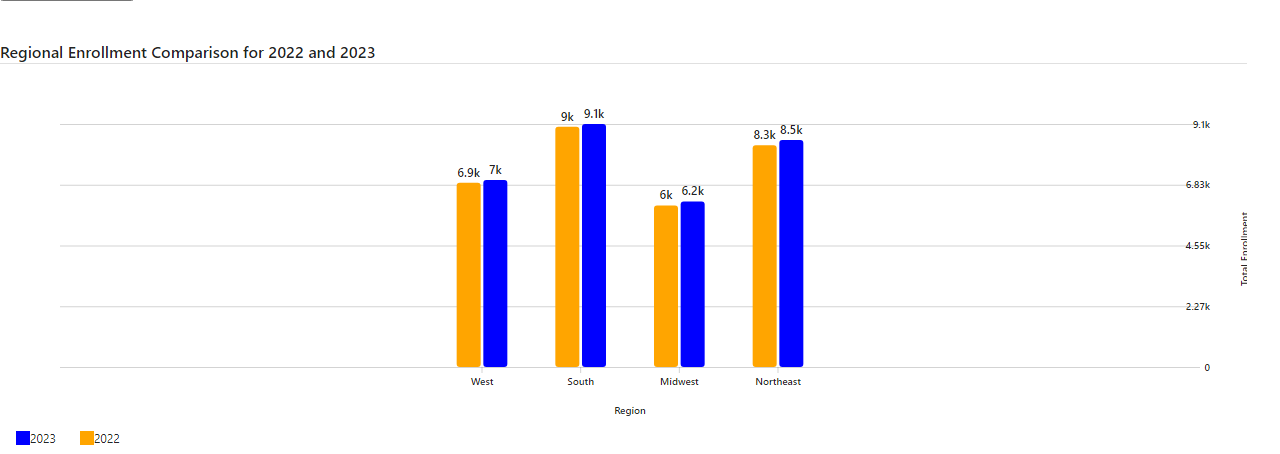 Regional Enrollment Comparison for 2022 and 2023
9k 9.1k
9.1k
8.3k 8.5k
6.9k 7k
6.83k
6k 6.2k
4.55k
Total Enrollment
2.27k
0
West South Midwest Northeast
Region
2023 2022